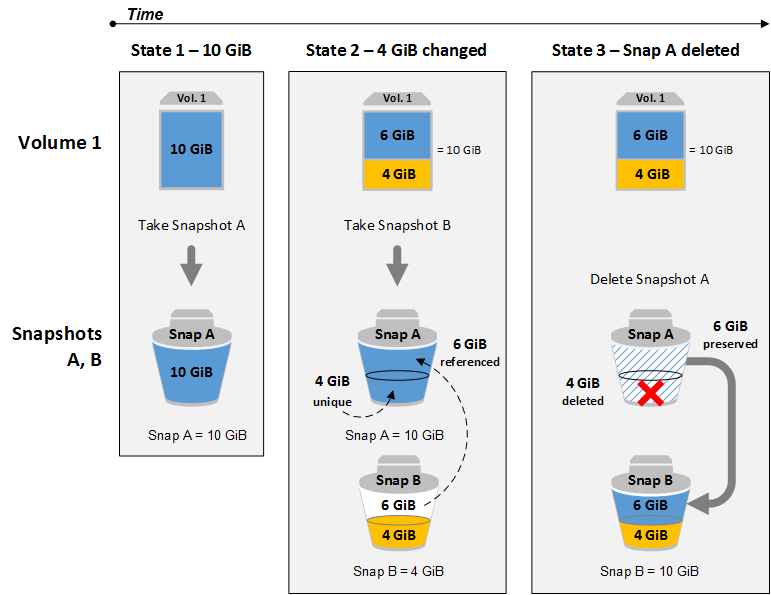 Time
State 1 – 10 GiB
State 2 – 4 GiB changed
State 3 – Snap A deleted
Volume 1
Vol. 1
10 GiB
Take Snapshot A
Vol. 1
6 GiB
4 GiB
= 10 GiB
Take Snapshot B
Vol. 1
6 GiB
4 GiB
= 10 GiB
Delete Snapshot A
Snapshots
A, B
Snap A
10 GiB
Snap A = 10 GiB
Snap A
6 GiB
referenced
4 GiB
unique
Snap A = 10 GiB
Snap B
6 GiB
4 GiB
Snap B = 4 GiB
Snap A
6 GiB
preserved
4 GiB
deleted
Snap B
6 GiB
4 GiB
Snap B = 10 GiB